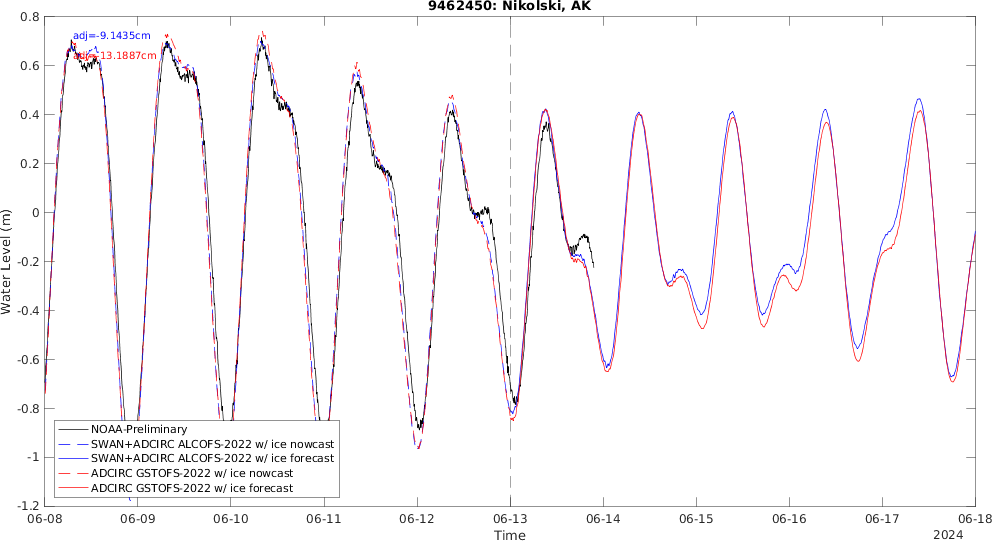 9462450: Nikolski, AK
adj=-9.1435cm
adj=-13.1887cm
0.8
0.6
0.4
0.2
0
-0.2
-0.4
-0.6
-0.8
-1
-1.2
Water Level (m)
NOAA-Preliminary
SWAN+ADCIRC ALCOFS-2022 w/ ice nowcast
SWAN+ADCIRC ALCOFS-2022 w/ ice forecast
ADCIRC GSTOFS-2022 w/ ice nowcast
ADCIRC GSTOFS-2022 w/ ice forecast
06-08 06-09 06-10 06-11 06-12 06-13 06-14 06-15 06-16 06-17 06-18
Time
2024